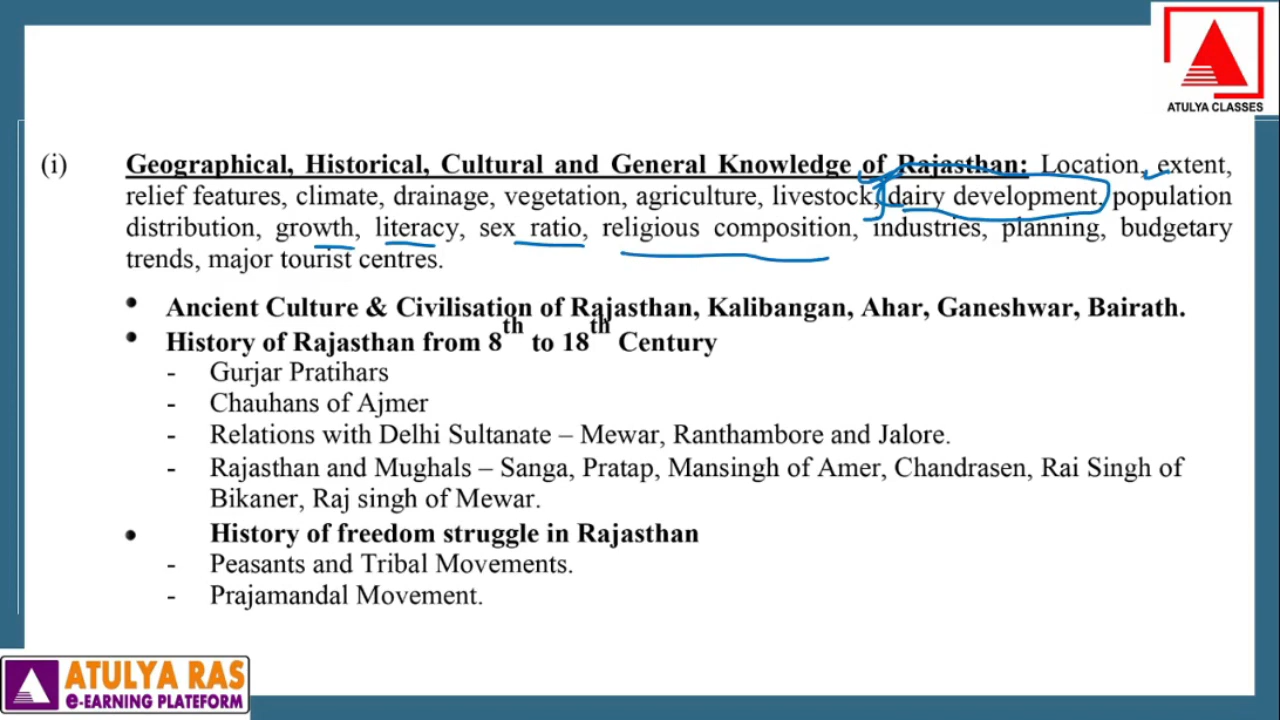 ATULYA CLASSES
(i) Geographical, Historical, Cultural and General Knowledge of Rajasthan: Location, extent,
relief features, climate, drainage, vegetation, agriculture, livestock, dairy development, population
distribution, growth, literacy, sex ratio, religious composition, industries, planning, budgetary
trends, major tourist centres.
• Ancient Culture & Civilisation of Rajasthan, Kalibangan, Ahar, Ganeshwar, Bairath.
• History of Rajasthan from 8th to 18th Century
- Gurjar Pratihars
- Chauhans of Ajmer
- Relations with Delhi Sultanate – Mewar, Ranthambore and Jalore.
- Rajasthan and Mughals – Sanga, Pratap, Mansingh of Amer, Chandrasen, Rai Singh of
Bikaner, Raj singh of Mewar.
• History of freedom struggle in Rajasthan
- Peasants and Tribal Movements.
- Prajamandal Movement.
ATULYA RAS
e-EARNING PLATEFORM